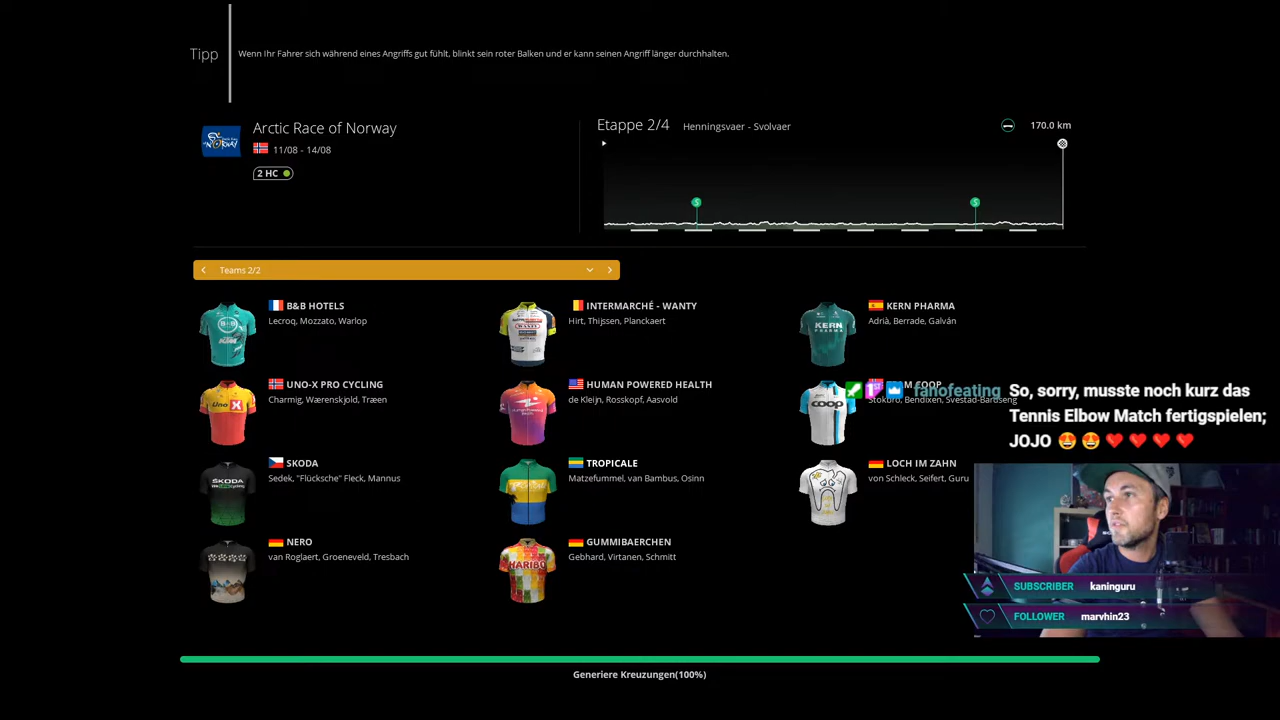 Tipp
Wenn Ihr Fahrer sich während eines Angriffs gut fühlt, blinkt sein roter Balken und er kann seinen Angriff länger durchhalten.
Arctic Race of Norway
11/08 - 14/08
2 HC
Etappe 2/4 Henningsvaer - Svolvaer
170.0 km
S
S
Teams 2/2
B&B HOTELS
Lecroq, Mozzato, Warlop
INTERMARCHÉ - WANTY
Hirt, Thijssen, Planckaert
KERN PHARMA
Adrià, Berrade, Galván
UNO-X PRO CYCLING
Charmig, Wærenskjold, Træen
HUMAN POWERED HEALTH
de Kleijn, Rosskopf, Aasvold
COOP
fanofeating So, sorry, musste noch kurz das
Tennis Elbow Match fertigspielen;
JOJO 😍 😍 ❤️ ❤️ ❤️ ❤️
SKODA
Sedek, "Flücksche" Fleck, Mannus
TROPICALE
Matzefummel, van Bambus, Osinn
LOCH IM ZAHN
von Schleck, Seifert, Guru
NERO
van Roglaert, Groeneveld, Tresbach
GUMMIBAERCHEN
Gebhard, Virtanen, Schmitt
SUBSCRIBER kaninguru
FOLLOWER marvhin23
Generiere Kreuzungen(100%)